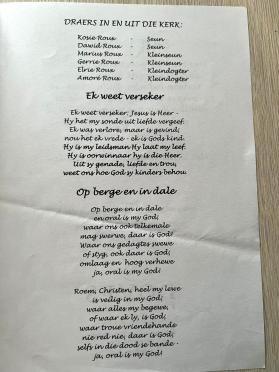 DRAERS IN EN UIT DIE KERK:
Kosie Roux - Seun
Dawid Roux - Seun
Marius Roux - Kleinseun
Gerrie Roux - Kleinseun
Elrie Roux - Kleindogter
Amoré Roux - Kleindogter
Ek weet verseker
Ek weet verseker, Jesus is Heer -
Hy het my sonde uit liefde vergeef.
Ek was verlore, maar is gevind;
nou het ek vrede - ek is Gods kind.
Hy is my leidsman Hy laat my leef.
Hy is oorwinnaar hy is die Heer.
Uit sy genade, liefde en trou,
weet ons hoe God sy kinders behou.
Op berge en in dale
Op berge en in dale
en oral is my God;
waar ons ook telkemale
mag swerwe, daar is God!
Waar ons gedagtes swewe
of styg, ook daar is God;
omlaag en hoog verhewe
ja, oral is my God!
Roem, Christen, heel my lewe
is veilig in my God;
waar alles my begewe,
of waar ek ly, is God;
waar troue vriendehande
nie red nie, daar is God;
selfs in die dood se bande -
ja, oral is my God!